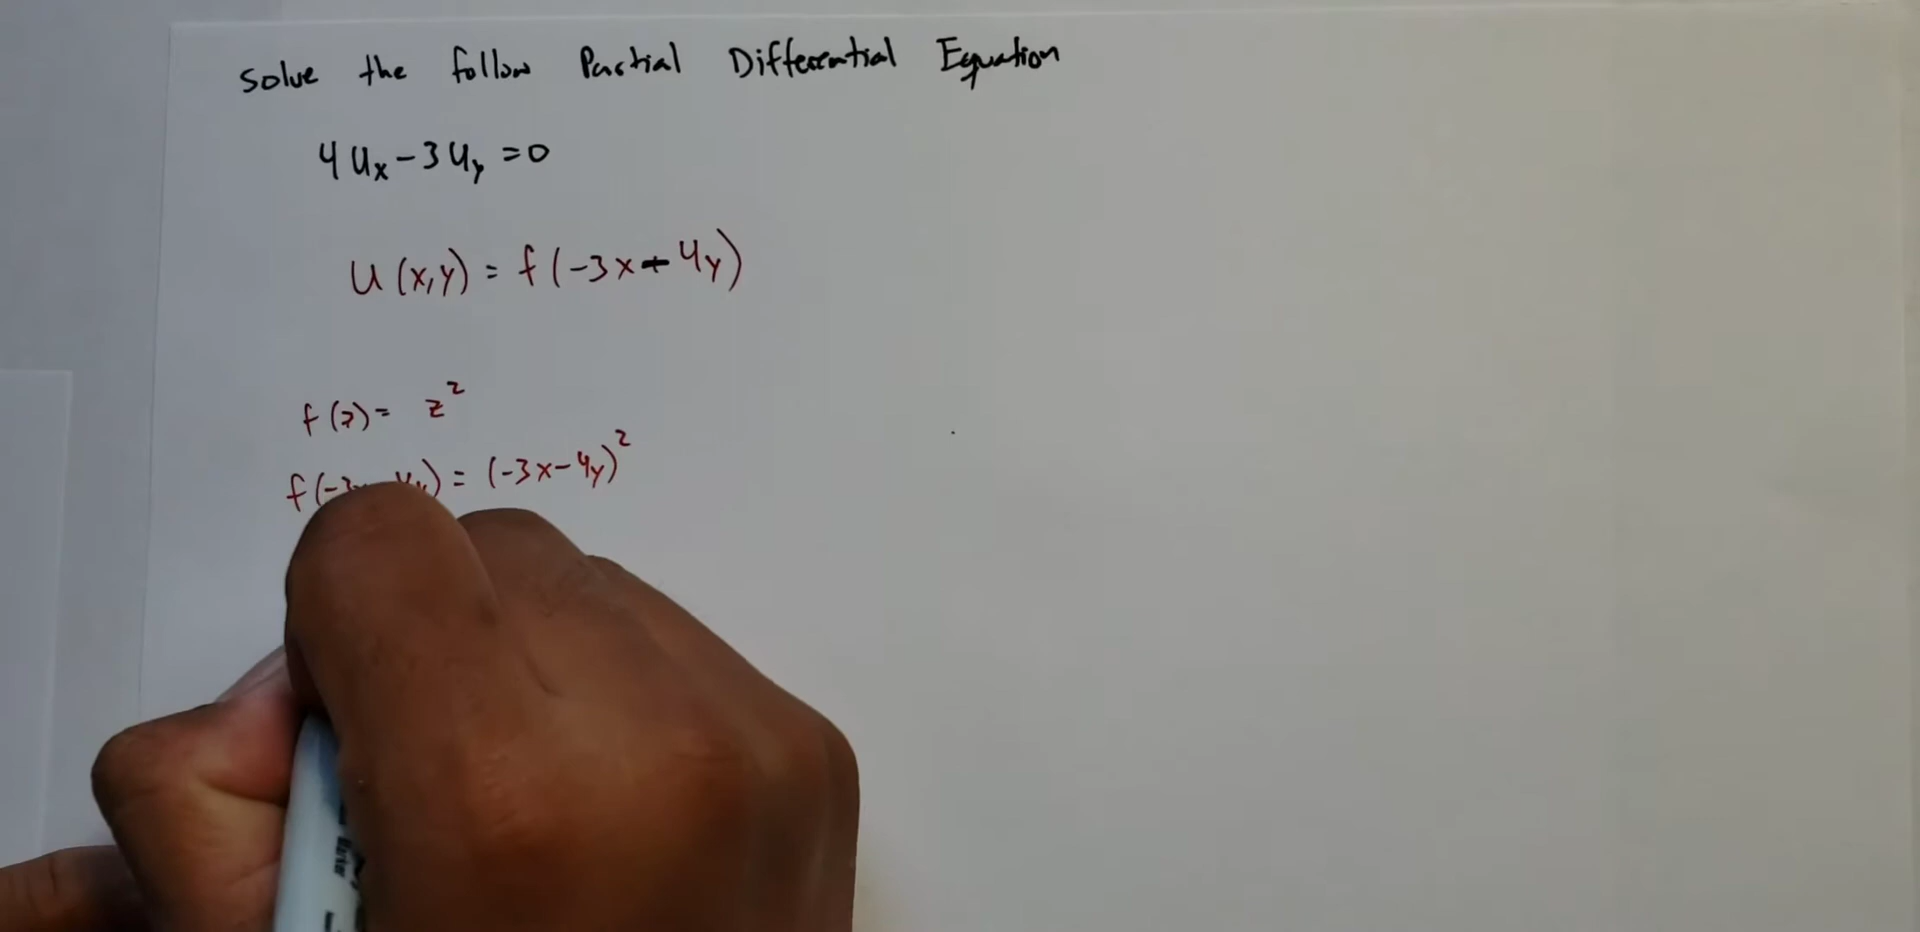 Solve the follow Partial Differential Equation
4Ux-3Uy=0
U(x,y)=f(-3x-4y)
f(z)= z²
= (-3x-4y)²